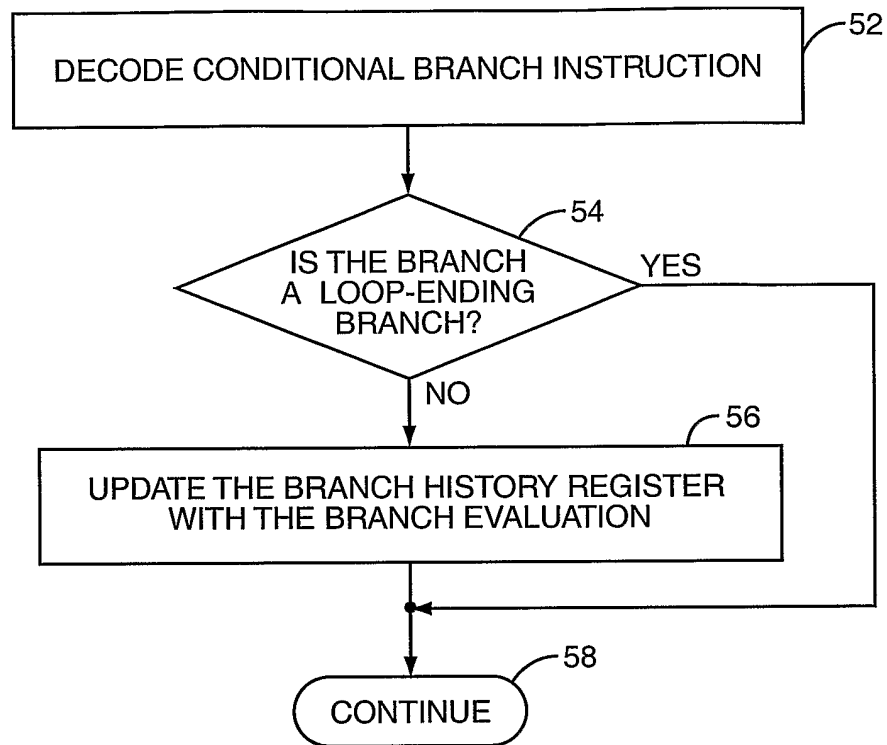 52
DECODE CONDITIONAL BRANCH INSTRUCTION
54
IS THE BRANCH
A LOOP-ENDING
BRANCH?
YES
NO
56
UPDATE THE BRANCH HISTORY REGISTER
WITH THE BRANCH EVALUATION
58
CONTINUE